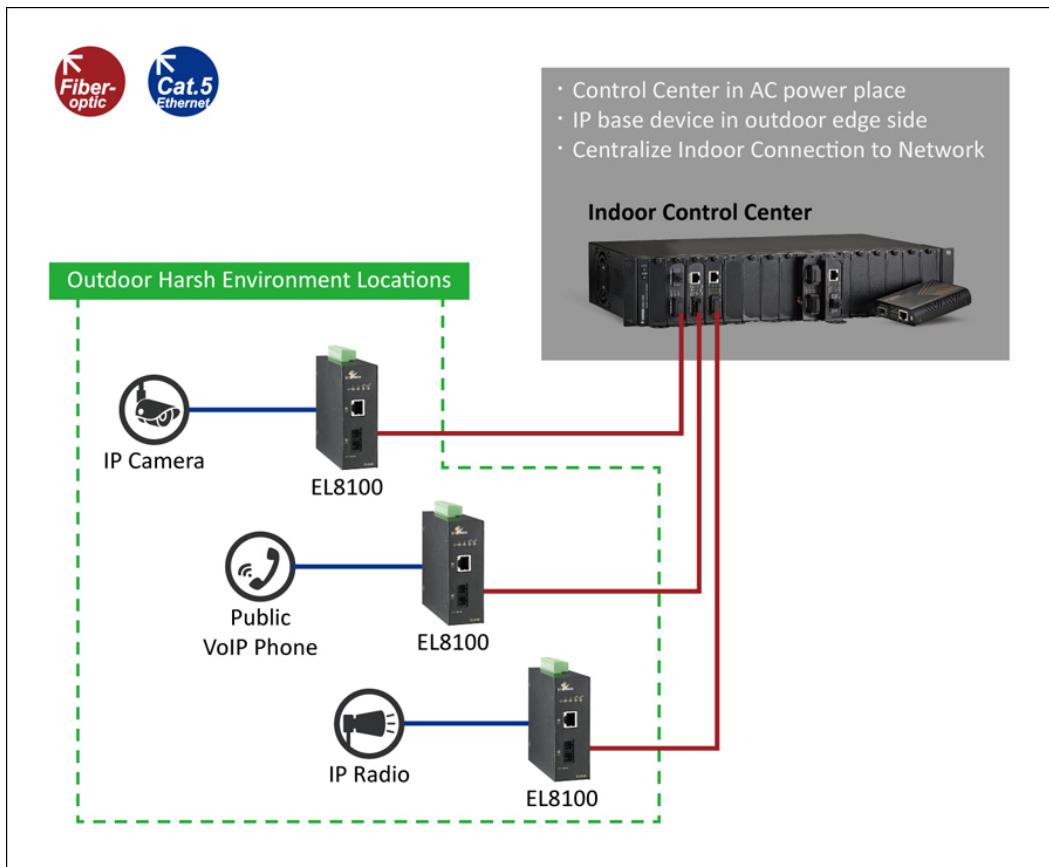 Fiber-
optic
Cat.5
Ethernet
· Control Center in AC power place
· IP base device in outdoor edge side
· Centralize Indoor Connection to Network
Indoor Control Center
Outdoor Harsh Environment Locations
IP Camera
EL8100
Public
VoIP Phone
EL8100
IP Radio
EL8100